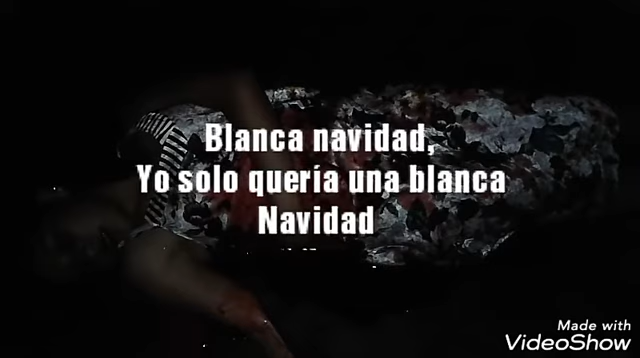 Blanca navidad,
Yo solo quería una blanca
Navidad
Made with
VideoShow